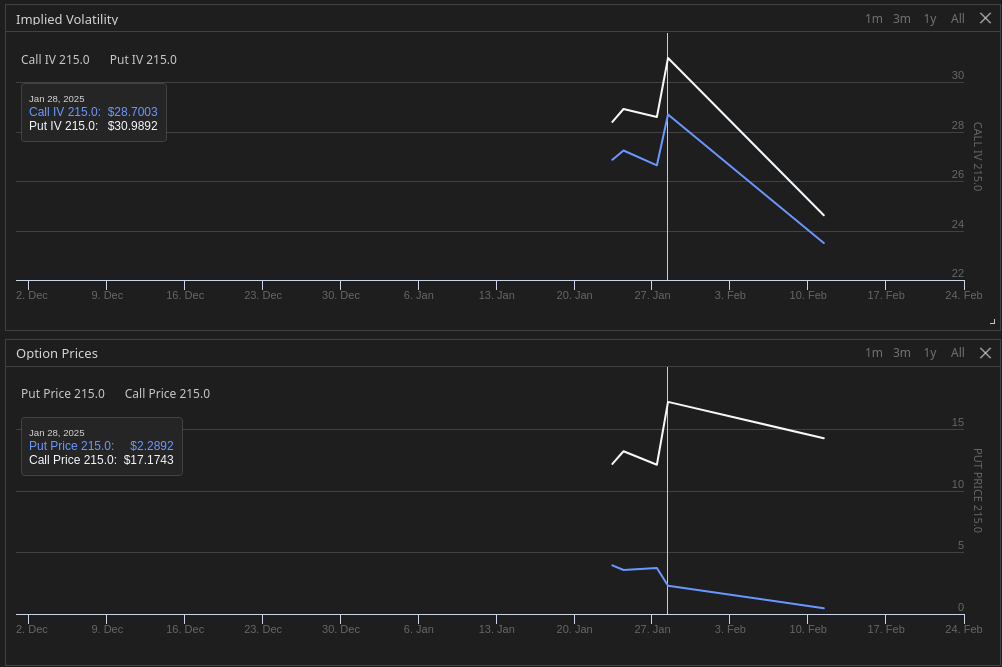 Implied Volatility 1m 3m 1y All
Call IV 215.0 Put IV 215.0
Jan 28, 2025
Call IV 215.0: $28.7003
Put IV 215.0: $30.9892
30
28
26
24
22
CALL IV 215.0
2. Dec 9. Dec 16. Dec 23. Dec 30. Dec 6. Jan 13. Jan 20. Jan 27. Jan 3. Feb 10. Feb 17. Feb 24. Feb
Option Prices 1m 3m 1y All
Put Price 215.0 Call Price 215.0
Jan 28, 2025
Put Price 215.0: $2.2892
Call Price 215.0: $17.1743
15
10
5
0
PUT PRICE 215.0
2. Dec 9. Dec 16. Dec 23. Dec 30. Dec 6. Jan 13. Jan 20. Jan 27. Jan 3. Feb 10. Feb 17. Feb 24. Feb